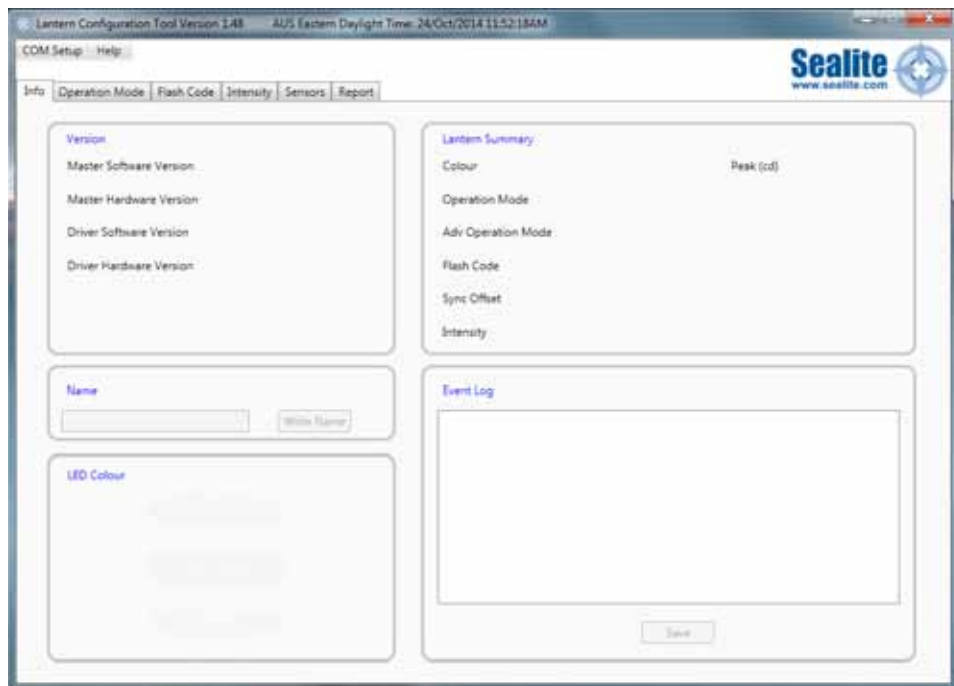 Lantern Configuration Tool Version 1.48 AUS Eastern Daylight Time: 24/Oct/2014 11:52:18AM
COM Setup Help
Sealite
www.sealite.com
Info Operation Mode Flash Code Intensity Sensors Report
Version
Master Software Version
Master Hardware Version
Driver Software Version
Driver Hardware Version
Lantern Summary
Colour Peak (cd)
Operation Mode
Adv Operation Mode
Flash Code
Sync Offset
Intensity
Name
Write Name
LED Colour
Event Log
Save